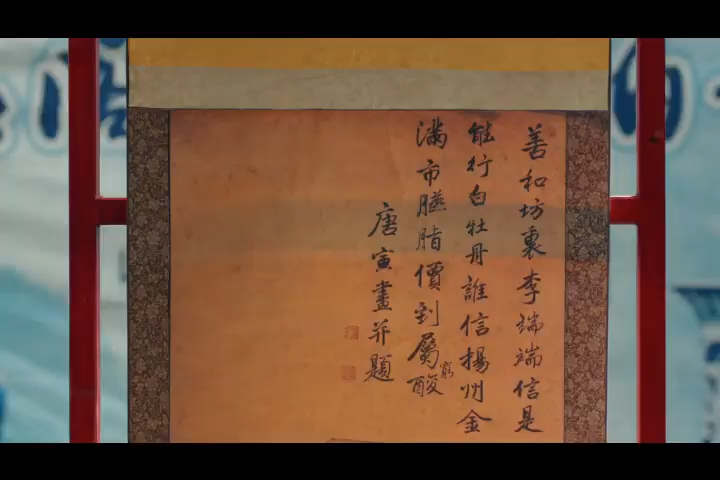 善和坊裏李端端信是
能行白牡丹誰信揚州金
滿市臙脂價到屬窮酸
唐寅畫并題